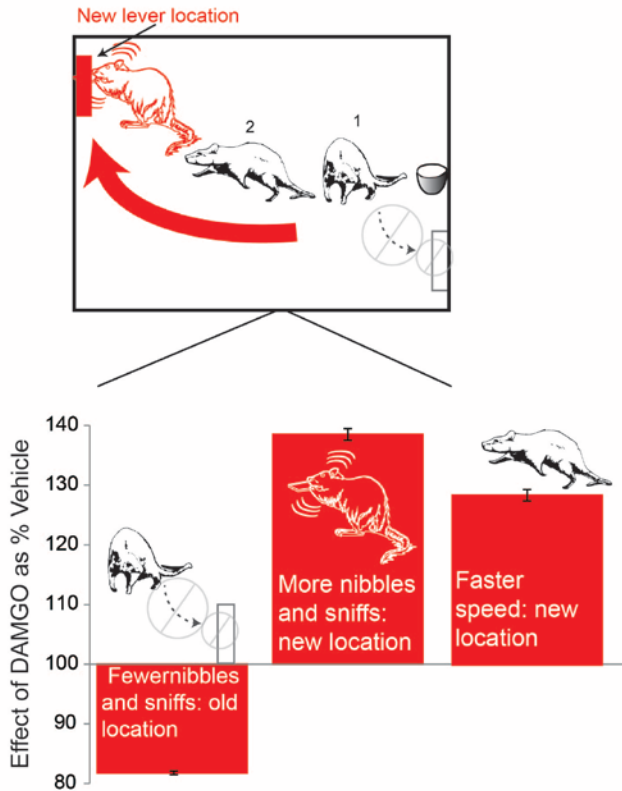 New lever location
2
1
Effect of DAMGO as % Vehicle
140
130
120
110
100
90
80
Fewernibbles
and sniffs: old
location
More nibbles
and sniffs:
new location
Faster
speed: new
location